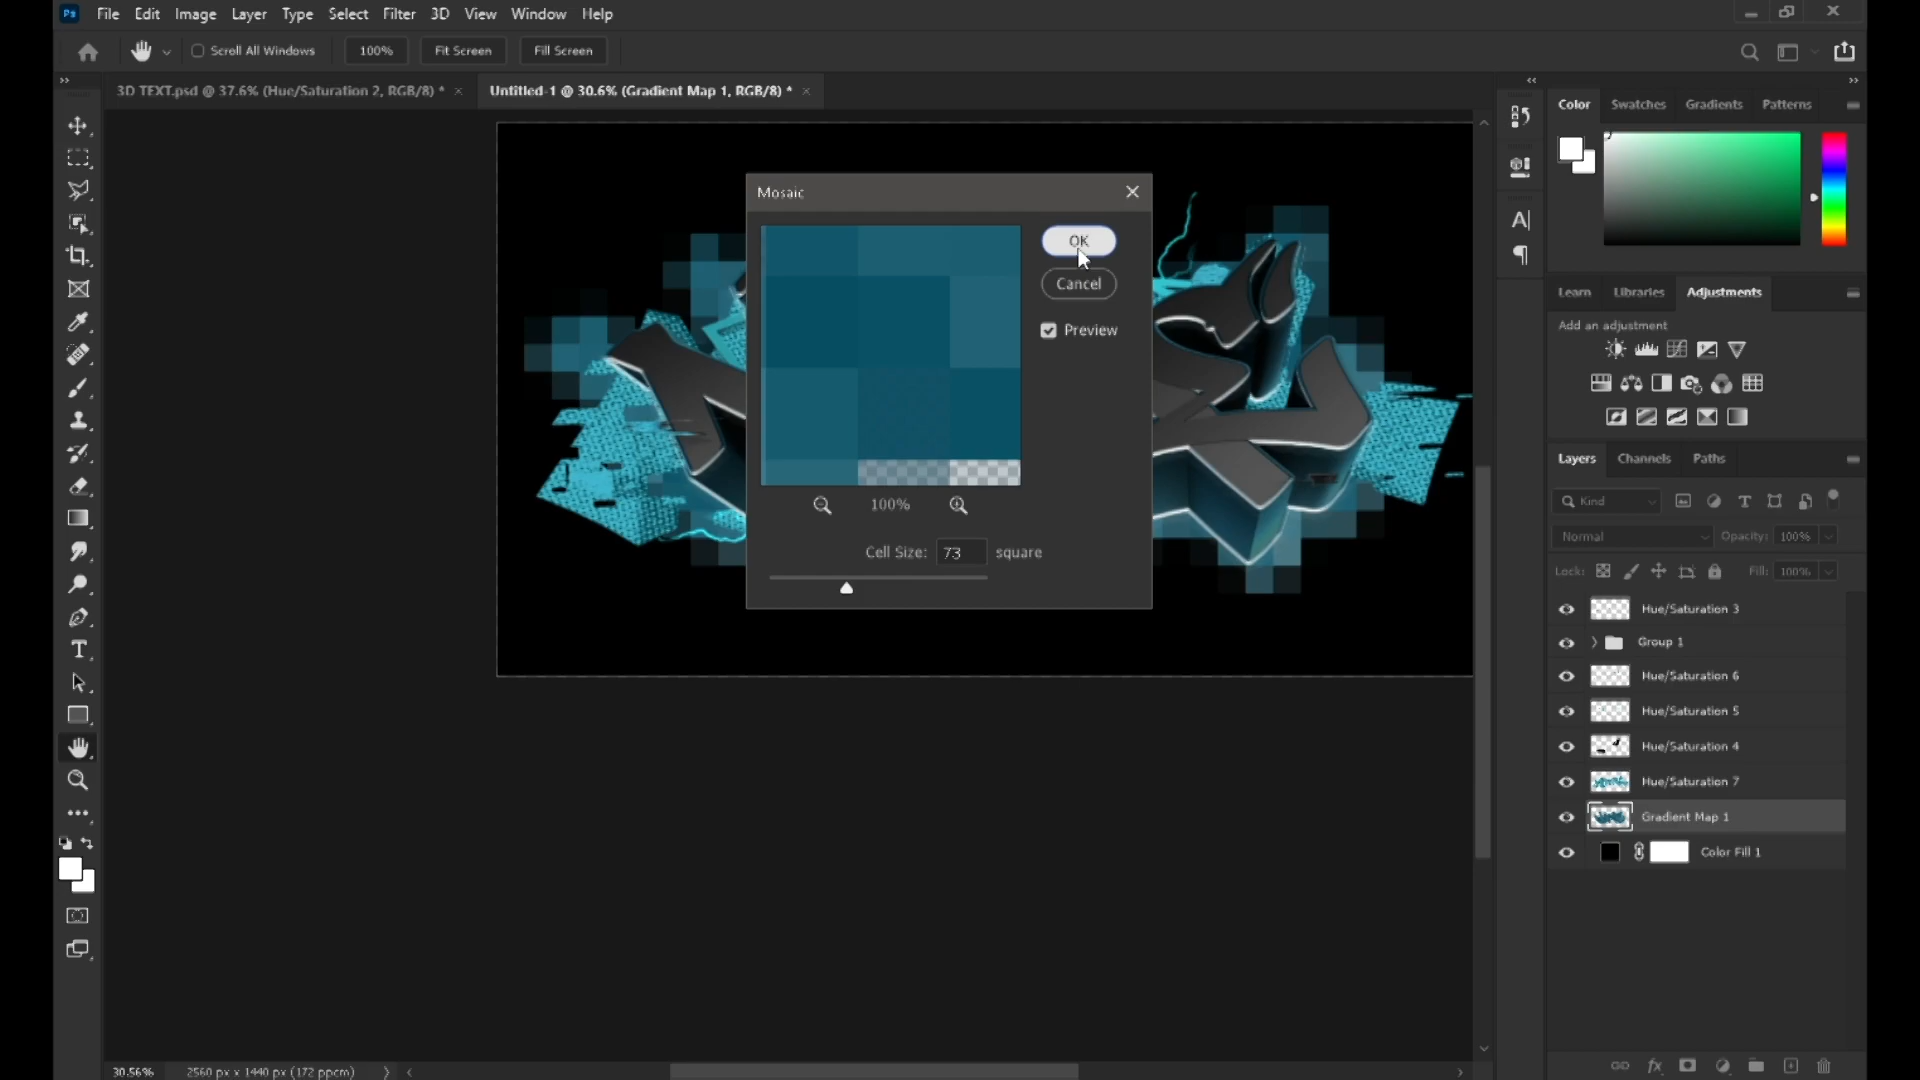 Ps File Edit Image Layer Type Select Filter 3D View Window Help
Scroll All Windows 100% Fit Screen Fill Screen
3D TEXT.psd @ 37.6% (Hue/Saturation 2, RGB/8) * × Untitled-1 @ 30.6% (Gradient Map 1, RGB/8) * ×
Mosaic
OK
Cancel
Preview
100%
Cell Size: 73 square
Color Swatches Gradients Patterns
Learn Libraries Adjustments
Add an adjustment
Layers Channels Paths
Kind
Normal Opacity: 100%
Lock: Fill: 100%
Hue/Saturation 3
Group 1
Hue/Saturation 6
Hue/Saturation 5
Hue/Saturation 4
Hue/Saturation 7
Gradient Map 1
Color Fill 1
30.56% 2560 px x 1440 px (172 ppcm)